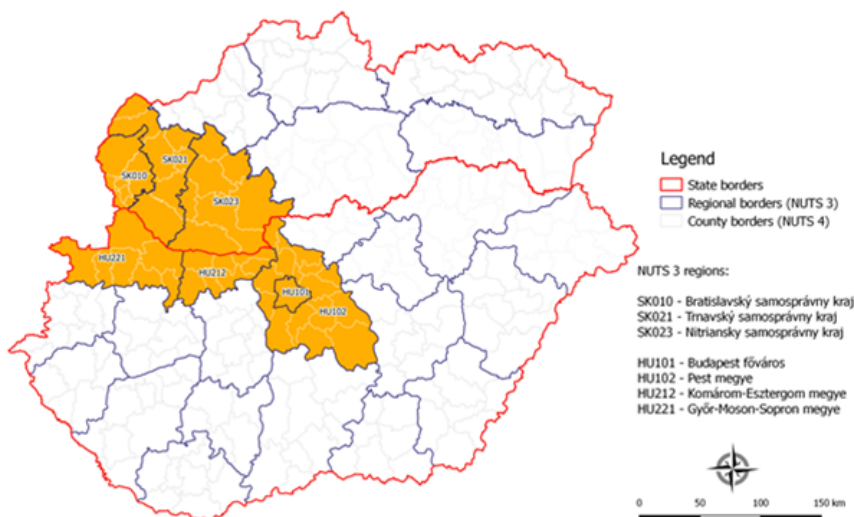 SK021
SK010
SK023
HU221
HU212
HU101
HU102
Legend
State borders
Regional borders (NUTS 3)
County borders (NUTS 4)
NUTS 3 regions:
SK010 - Bratislavský samosprávny kraj
SK021 - Trnavský samosprávny kraj
SK023 - Nitriansky samosprávny kraj
HU101 - Budapest főváros
HU102 - Pest megye
HU212 - Komárom-Esztergom megye
HU221 - Győr-Moson-Sopron megye
0 50 100 150 km